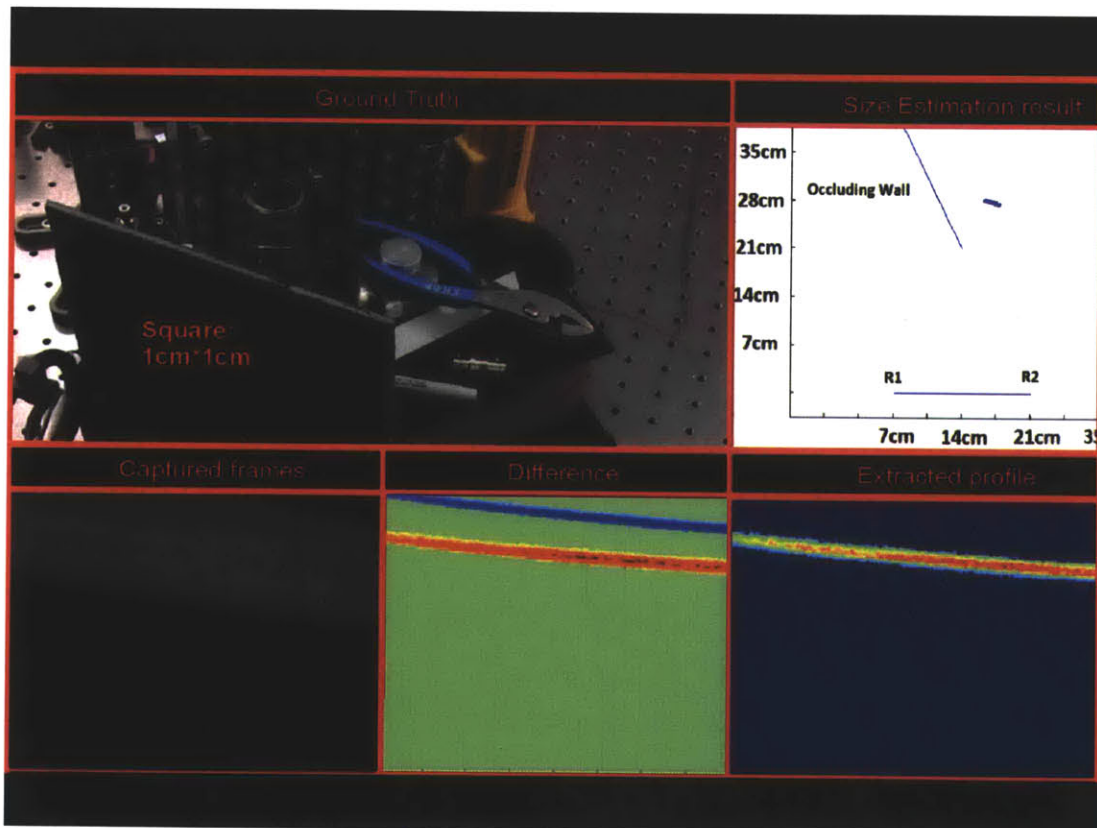 Ground Truth
Size Estimation result
Square
1cm*1cm
35cm
Occluding Wall
28cm
21cm
14cm
7cm
R1 R2
7cm 14cm 21cm 35
Captured frames
Difference
Extracted profile